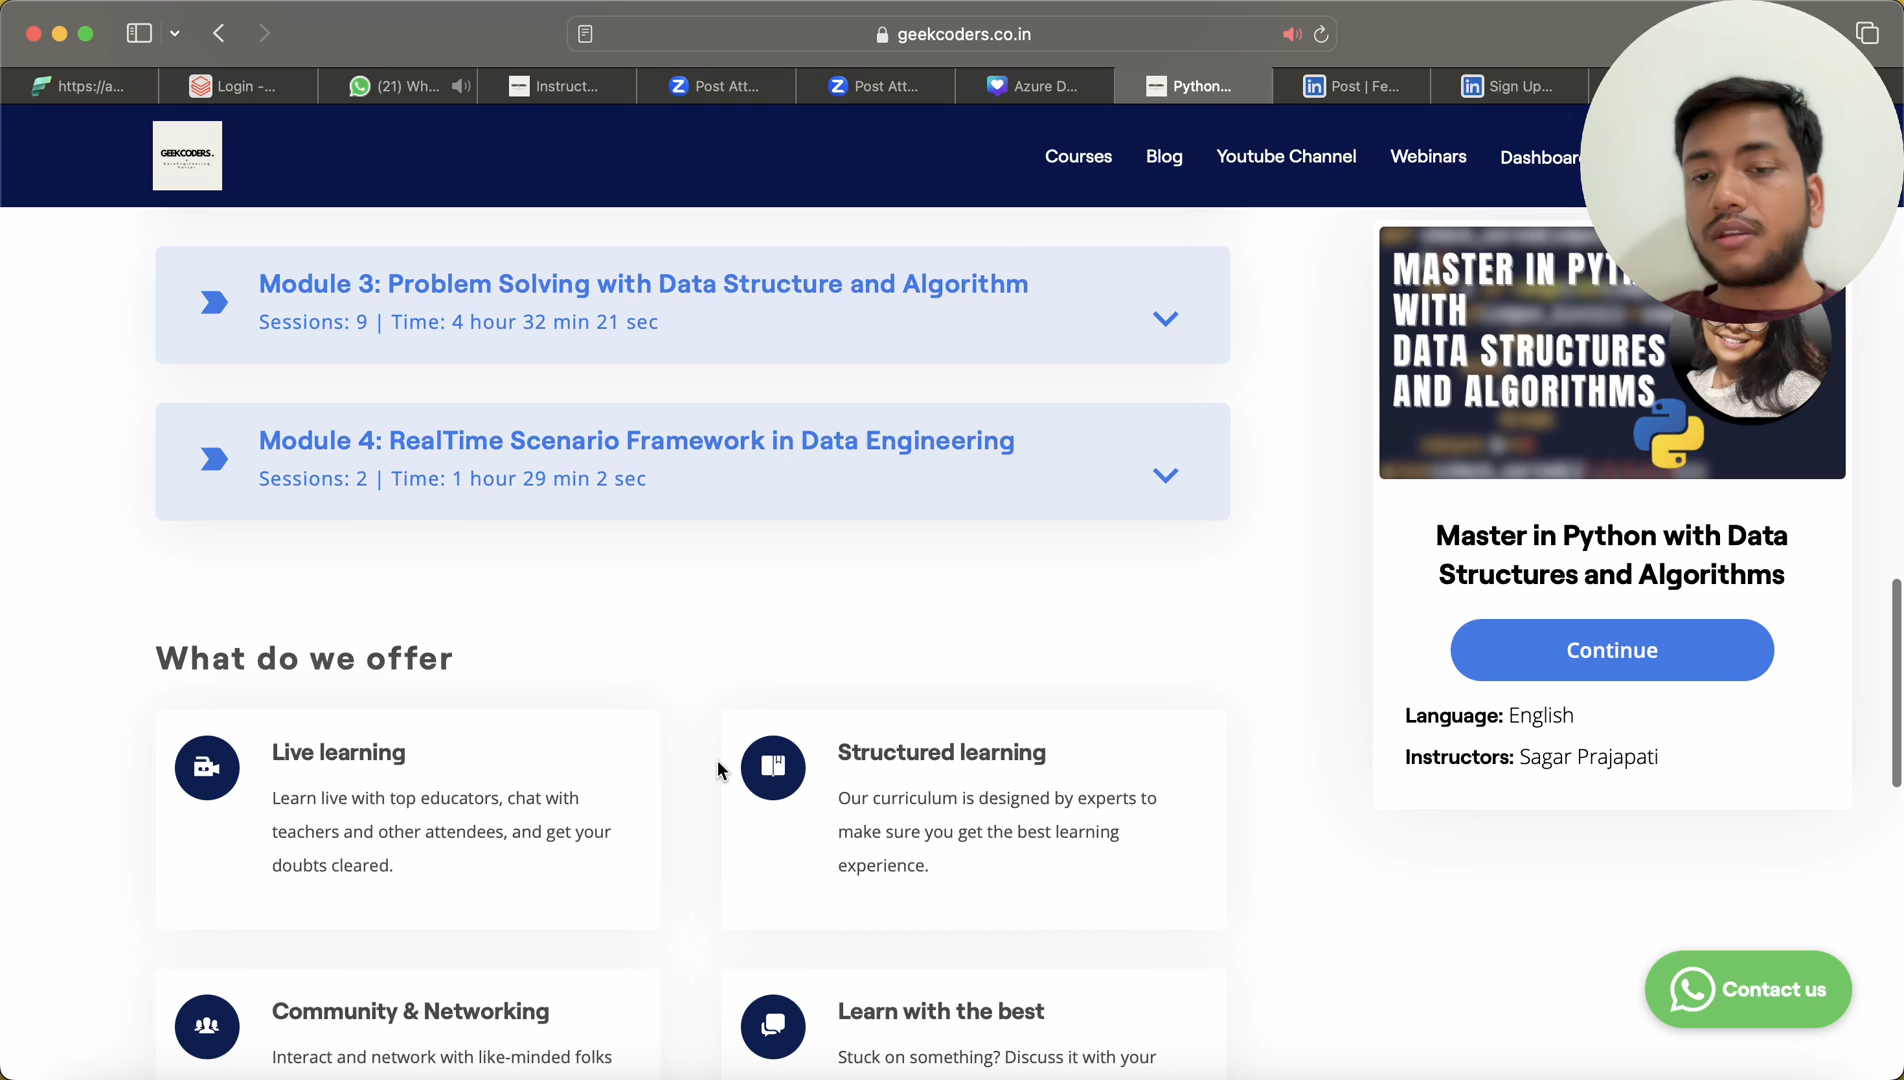 geekcoders.co.in
https://a...
Login -...
(21) Wh...
Instruct...
Post Att...
Post Att...
Azure D...
Python...
Post | Fe...
Sign Up...
GEEKCODERS.
Courses
Blog
Youtube Channel
Webinars
Dashboar
Module 3: Problem Solving with Data Structure and Algorithm
Sessions: 9 | Time: 4 hour 32 min 21 sec
Module 4: RealTime Scenario Framework in Data Engineering
Sessions: 2 | Time: 1 hour 29 min 2 sec
What do we offer
Live learning
Learn live with top educators, chat with
teachers and other attendees, and get your
doubts cleared.
Structured learning
Our curriculum is designed by experts to
make sure you get the best learning
experience.
Community & Networking
Interact and network with like-minded folks
Learn with the best
Stuck on something? Discuss it with your
MASTER IN PYT
WITH
DATA STRUCTURES
AND ALGORITHMS
Master in Python with Data
Structures and Algorithms
Continue
Language: English
Instructors: Sagar Prajapati
Contact us